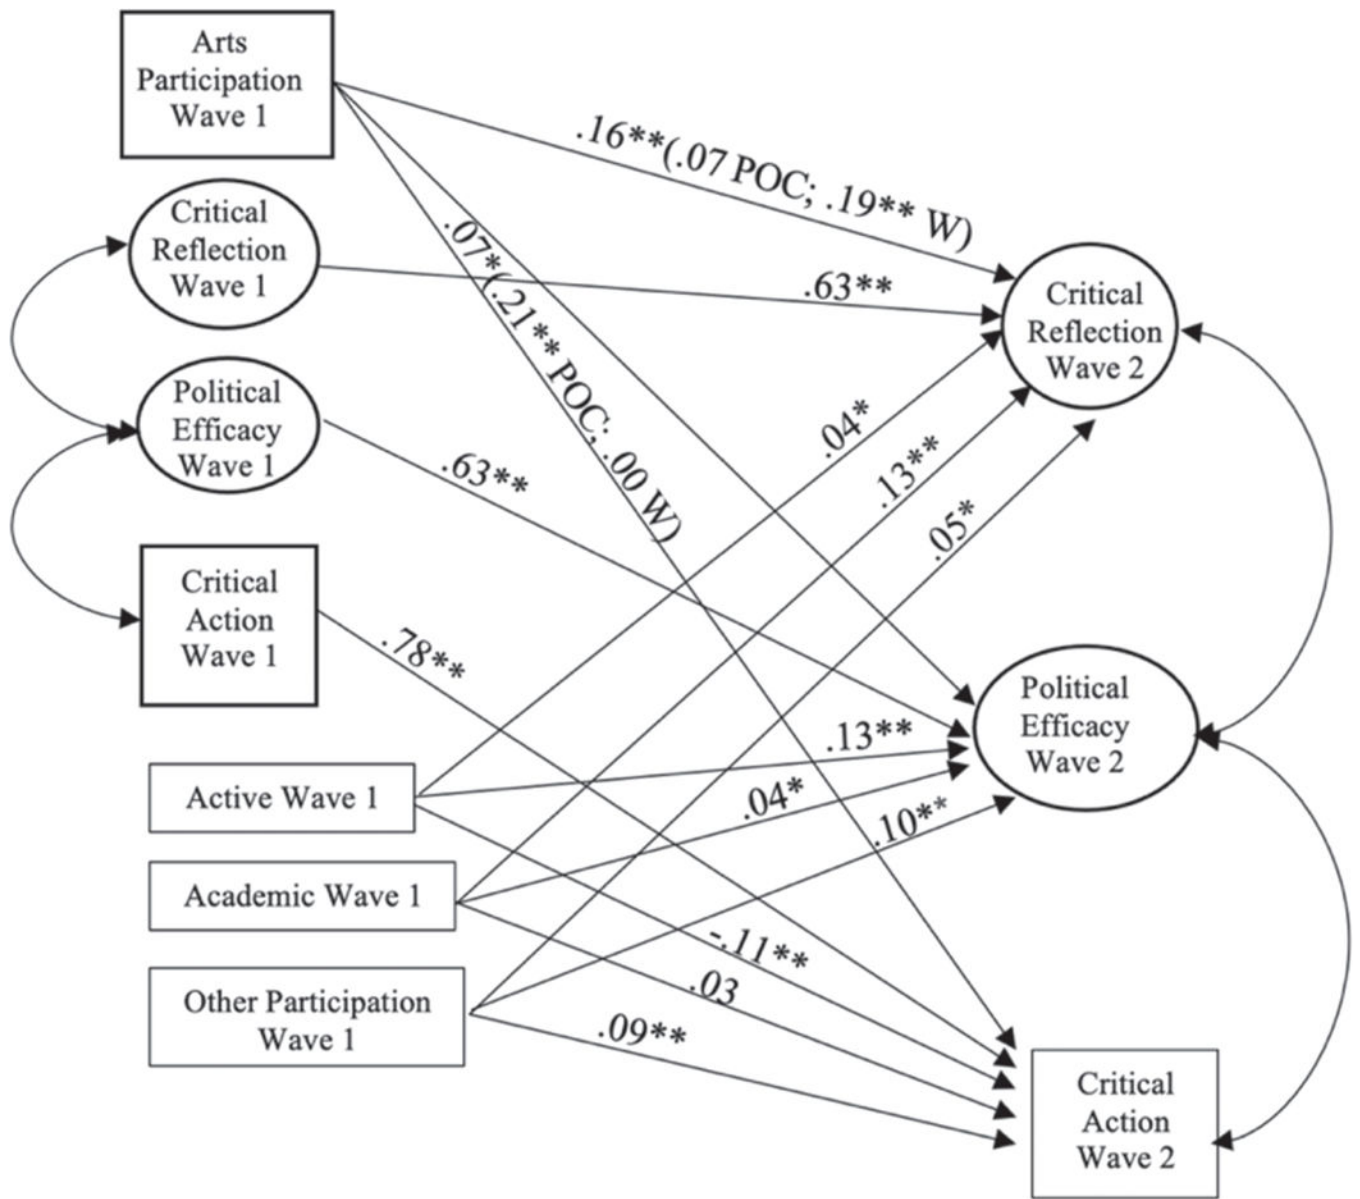 Arts
Participation
Wave 1
.16**(.07 POC; .19** W)
Critical
Reflection
Wave 1
.07*(.21** POC; .00 W)
.63**
Critical
Reflection
Wave 2
Political
Efficacy
Wave 1
.63**
.04*
.13**
.05*
Critical
Action
Wave 1
.78**
Political
Efficacy
Wave 2
Active Wave 1
.13**
.04*
.10**
Academic Wave 1
-.11**
.03
Other Participation
Wave 1
.09**
Critical
Action
Wave 2